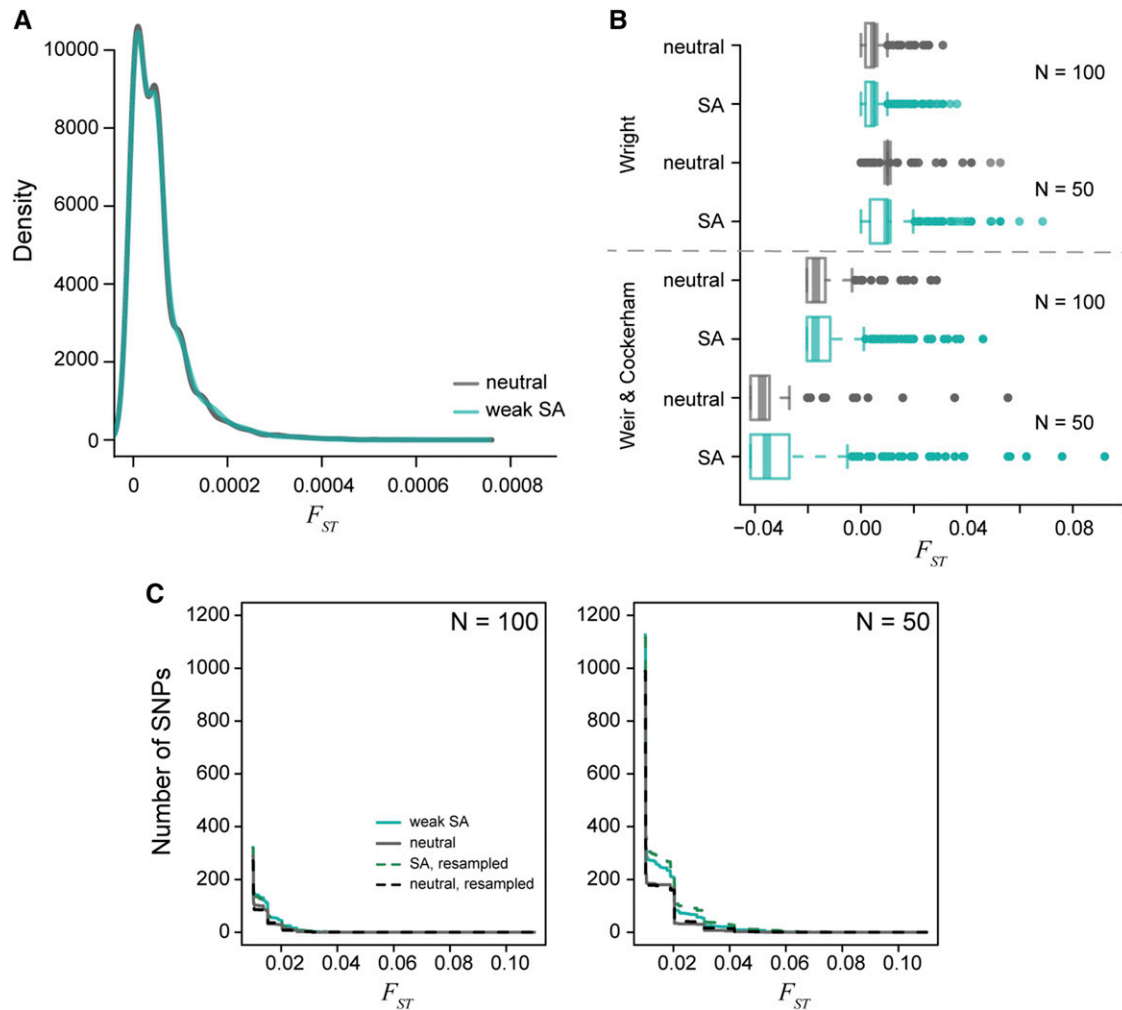 A
10000
8000
6000
4000
2000
0
Density
neutral
weak SA
0
0.0002
0.0004
0.0006
0.0008
F_ST
B
Wright
Weir & Cockerham
neutral
N = 100
SA
neutral
N = 50
SA
neutral
N = 100
SA
neutral
N = 50
SA
−0.04
0.00
0.04
0.08
F_ST
C
Number of SNPs
1200
1000
800
600
400
200
0
N = 100
weak SA
neutral
SA, resampled
neutral, resampled
0.02
0.04
0.06
0.08
0.10
F_ST
1200
1000
800
600
400
200
0
N = 50
0.02
0.04
0.06
0.08
0.10
F_ST